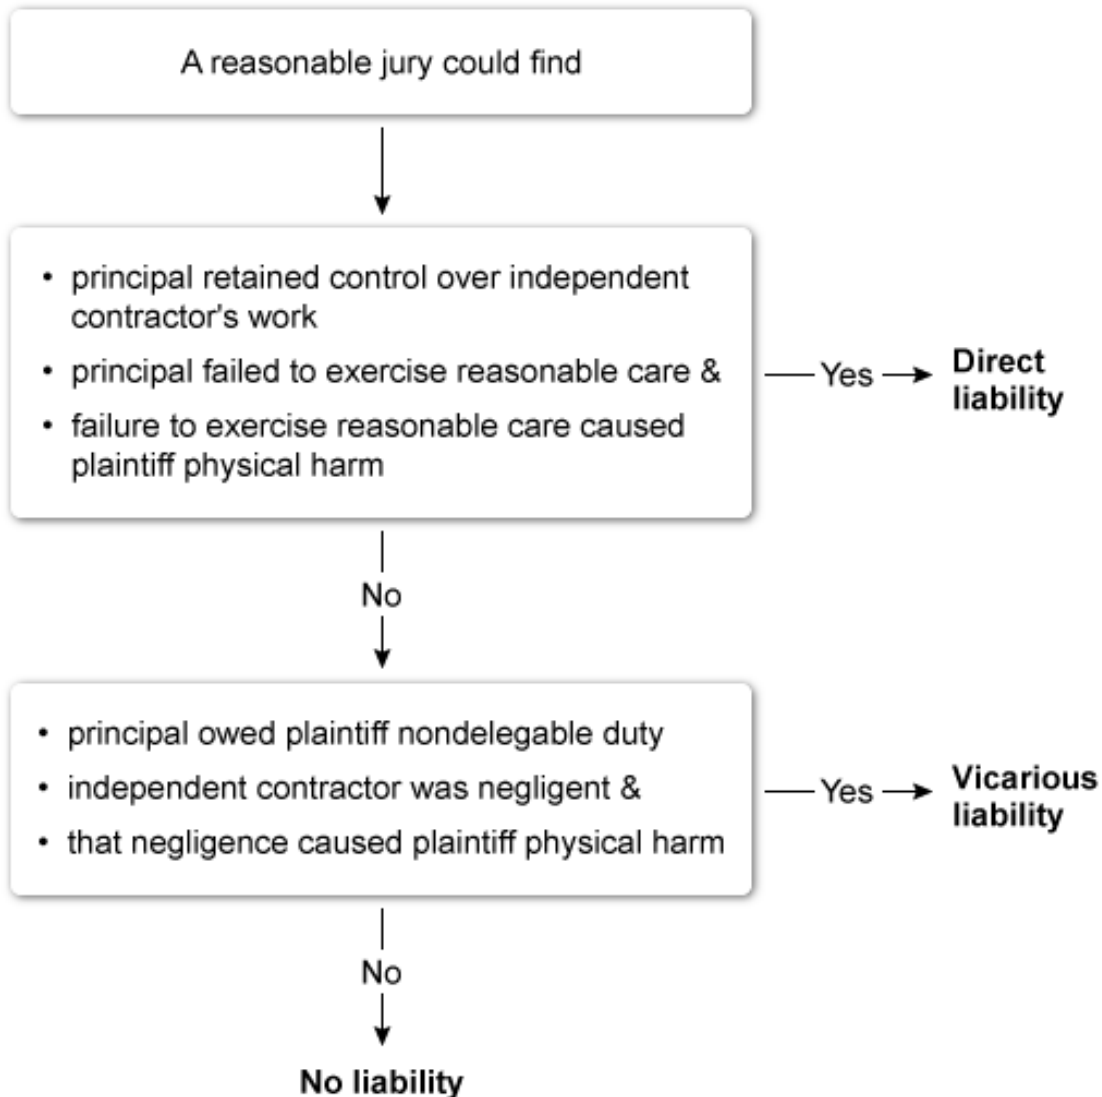 A reasonable jury could find
• principal retained control over independent
contractor's work
• principal failed to exercise reasonable care &
• failure to exercise reasonable care caused
plaintiff physical harm
Yes
Direct
liability
No
• principal owed plaintiff nondelegable duty
• independent contractor was negligent &
• that negligence caused plaintiff physical harm
Yes
Vicarious
liability
No
No liability